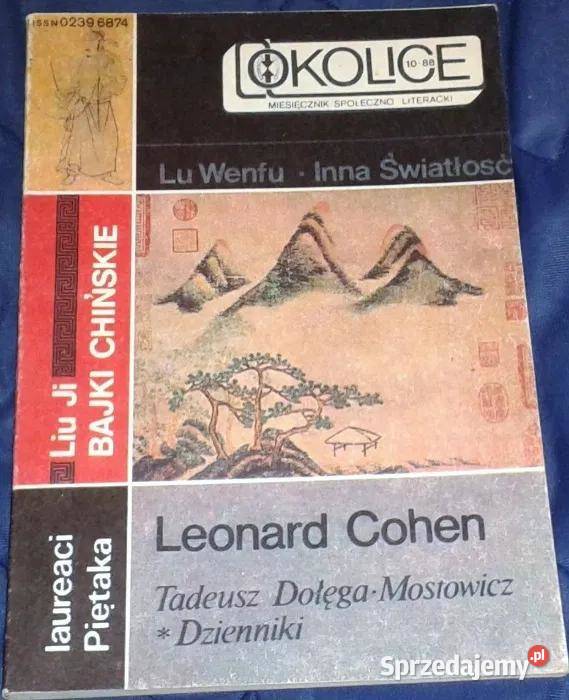 ISSN 0239 6874
OKOLICE
10·88
MIESIĘCZNIK SPOŁECZNO LITERACKI
Lu Wenfu · Inna Światłość
Liu Ji
BAJKI CHIŃSKIE
laureaci
Piętaka
Leonard Cohen
Tadeusz Dołęga-Mostowicz
* Dzienniki
Sprzedajemy.pl